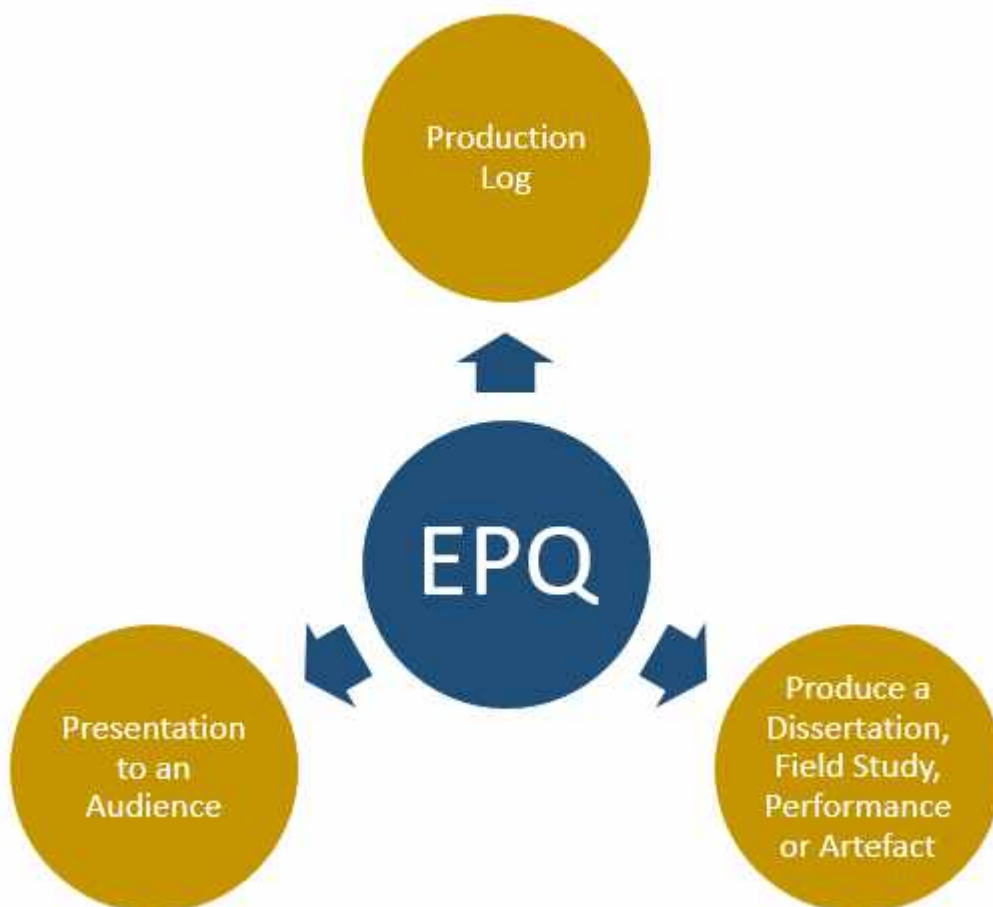 Production
Log
EPQ
Presentation
to an
Audience
Produce a
Dissertation,
Field Study,
Performance
or Artefact